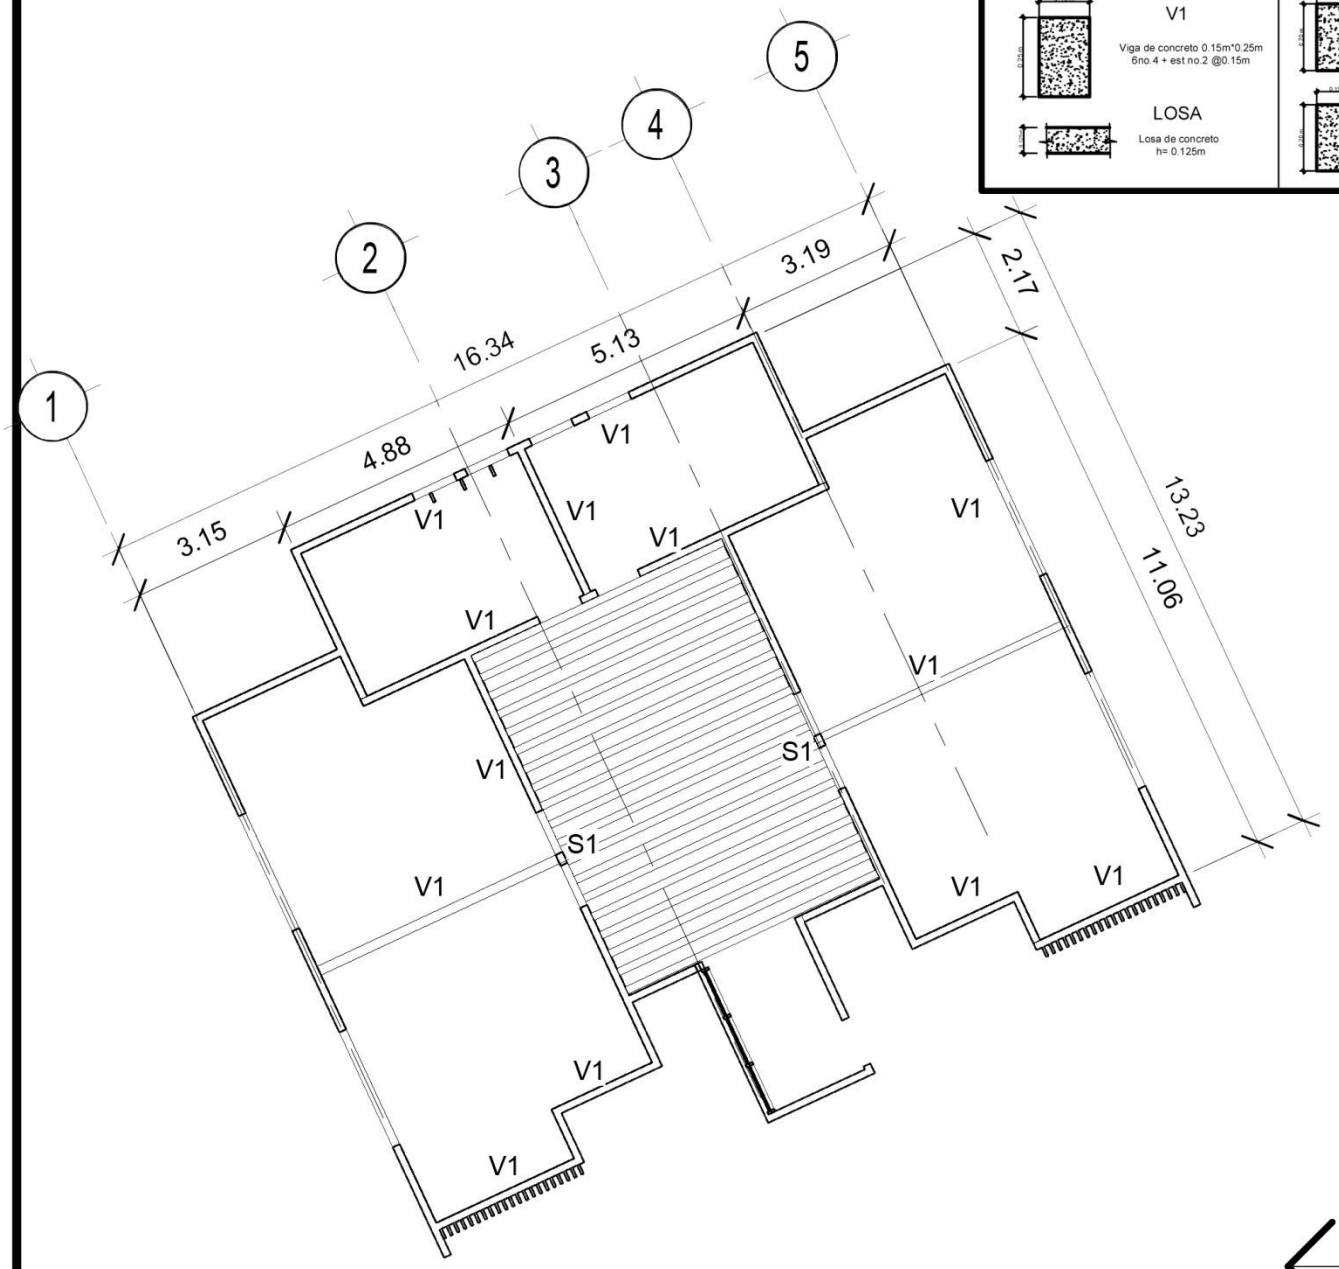 V1
Viga de concreto 0.15m*0.25m
6no.4 + est no.2 @0.15m
0.25m
LOSA
Losa de concreto
h= 0.125m
5
4
3
2
1
3.19
2.17
16.34
5.13
4.88
3.15
13.23
11.06
V1
V1
V1
V1
V1
V1
V1
V1
S1
V1
S1
V1
V1
V1
V1
V1